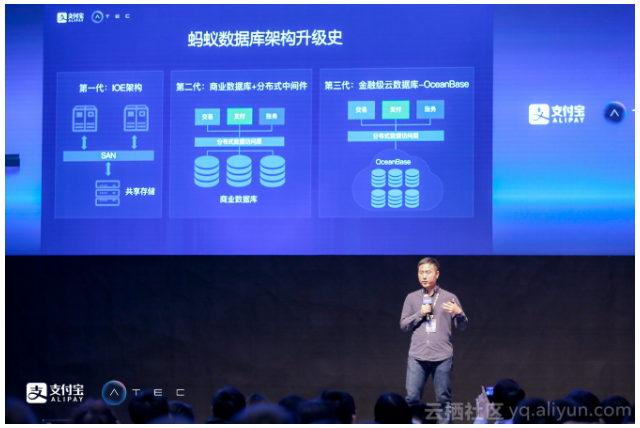 支付宝
ALIPAY
ATEC
蚂蚁数据库架构升级史
第一代：IOE架构
SAN
共享存储
第二代：商业数据库+分布式中间件
交易
支付
账务
分布式数据访问层
商业数据库
第三代：金融级云数据库-OceanBase
交易
支付
账务
分布式数据访问层
OceanBase
支付宝
ALIPAY
支付宝
ALIPAY
ATEC
云栖社区 yq.aliyun.com